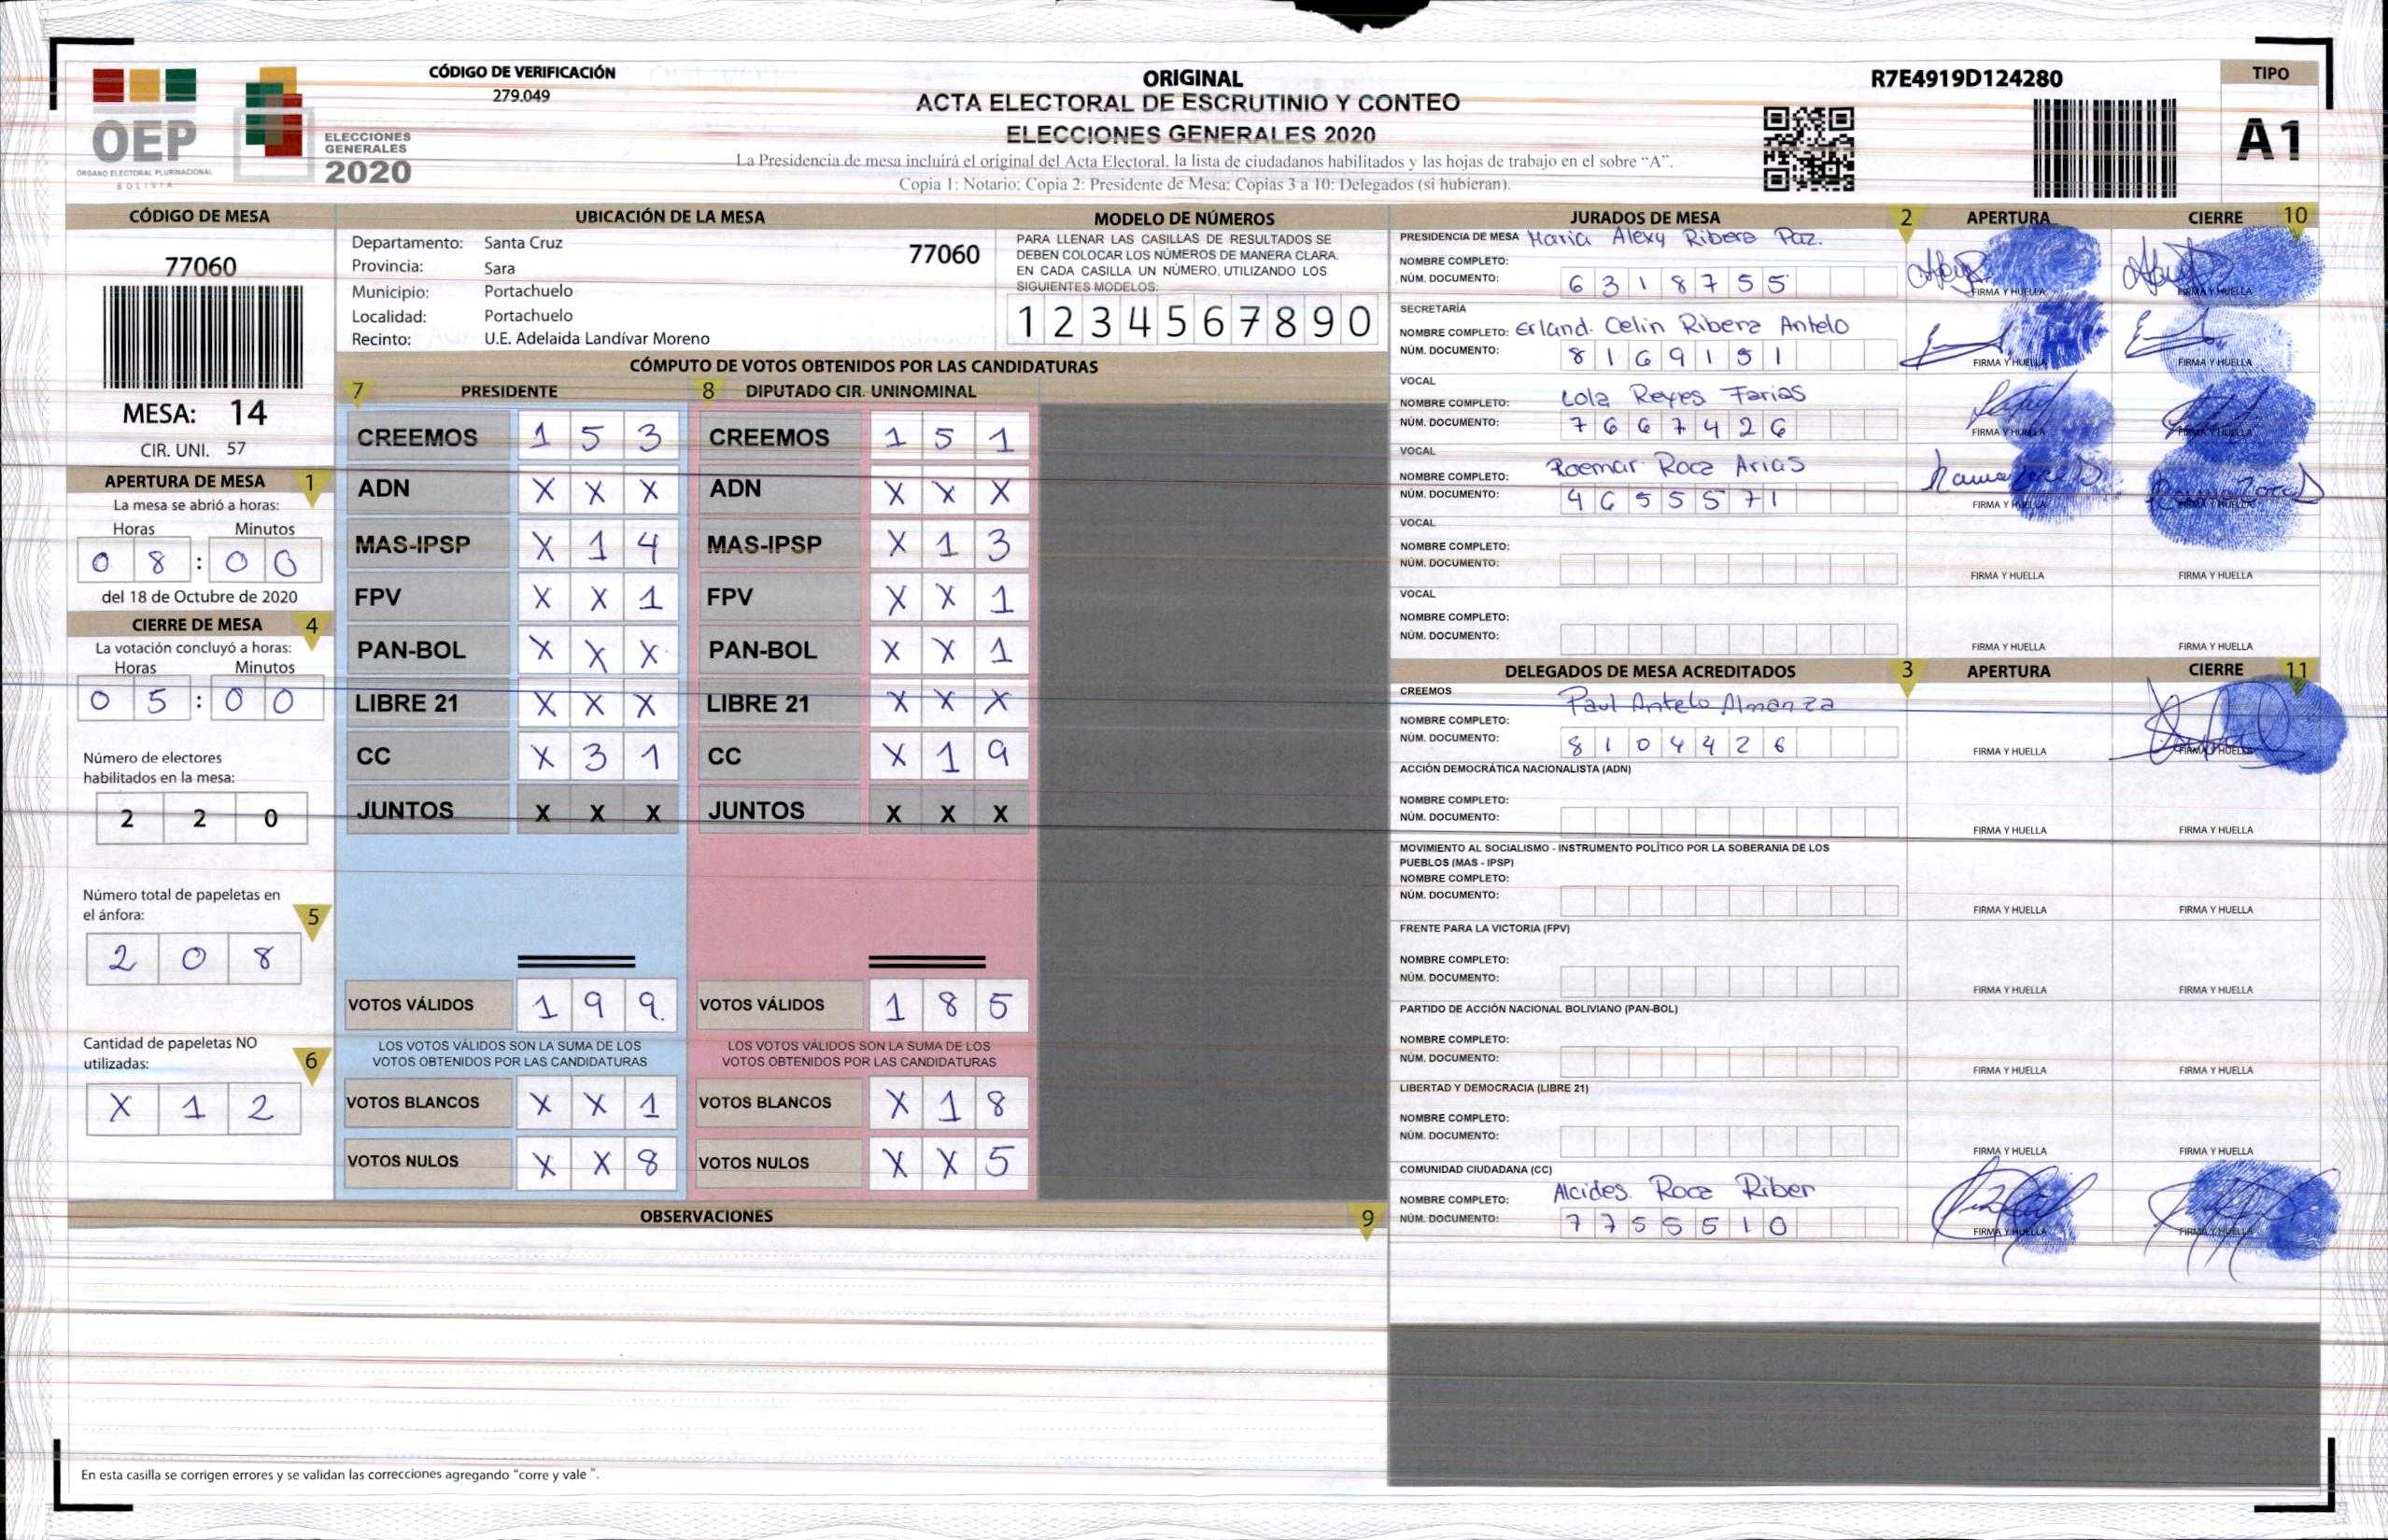 CÓDIGO DE VERIFICACIÓN
279.049
OEP
ÓRGANO ELECTORAL PLURINACIONAL
BOLIVIA
ELECCIONES
GENERALES
2020
ORIGINAL
ACTA ELECTORAL DE ESCRUTINIO Y CONTEO
ELECCIONES GENERALES 2020
La Presidencia de mesa incluirá el original del Acta Electoral, la lista de ciudadanos habilitados y las hojas de trabajo en el sobre “A”.
Copia 1: Notario; Copia 2: Presidente de Mesa; Copias 3 a 10: Delegados (si hubieran).
R7E4919D124280
TIPO
A1
CÓDIGO DE MESA
77060
MESA: 14
CIR. UNI. 57
APERTURA DE MESA 1
La mesa se abrió a horas:
Horas Minutos
0 8 : 0 0
del 18 de Octubre de 2020
CIERRE DE MESA 4
La votación concluyó a horas:
Horas Minutos
0 5 : 0 0
Número de electores
habilitados en la mesa:
2 2 0
Número total de papeletas en
el ánfora: 5
2 0 8
Cantidad de papeletas NO
utilizadas: 6
X 1 2
UBICACIÓN DE LA MESA
Departamento: Santa Cruz 77060
Provincia: Sara
Municipio: Portachuelo
Localidad: Portachuelo
Recinto: U.E. Adelaida Landívar Moreno
MODELO DE NÚMEROS
PARA LLENAR LAS CASILLAS DE RESULTADOS SE
DEBEN COLOCAR LOS NÚMEROS DE MANERA CLARA.
EN CADA CASILLA UN NÚMERO, UTILIZANDO LOS
SIGUIENTES MODELOS:
1 2 3 4 5 6 7 8 9 0
CÓMPUTO DE VOTOS OBTENIDOS POR LAS CANDIDATURAS
7 PRESIDENTE 8 DIPUTADO CIR. UNINOMINAL
CREEMOS 1 5 3 CREEMOS 1 5 1
ADN X X X ADN X X X
MAS-IPSP X 1 4 MAS-IPSP X 1 3
FPV X X 1 FPV X X 1
PAN-BOL X X X PAN-BOL X X 1
LIBRE 21 X X X LIBRE 21 X X X
CC X 3 1 CC X 1 9
JUNTOS X X X JUNTOS X X X
VOTOS VÁLIDOS 1 9 9 VOTOS VÁLIDOS 1 8 5
LOS VOTOS VÁLIDOS SON LA SUMA DE LOS LOS VOTOS VÁLIDOS SON LA SUMA DE LOS
VOTOS OBTENIDOS POR LAS CANDIDATURAS VOTOS OBTENIDOS POR LAS CANDIDATURAS
VOTOS BLANCOS X X 1 VOTOS BLANCOS X 1 8
VOTOS NULOS X X 8 VOTOS NULOS X X 5
OBSERVACIONES 9
En esta casilla se corrigen errores y se validan las correcciones agregando “corre y vale ”.
JURADOS DE MESA 2 APERTURA CIERRE 10
PRESIDENCIA DE MESA Maria Alexy Ribera Paz.
NOMBRE COMPLETO:
NÚM. DOCUMENTO: 6 3 1 8 7 5 5
FIRMA Y HUELLA FIRMA Y HUELLA
SECRETARÍA
NOMBRE COMPLETO: Erland. Celin Ribera Antelo
NÚM. DOCUMENTO: 8 1 6 9 1 5 1
FIRMA Y HUELLA FIRMA Y HUELLA
VOCAL
NOMBRE COMPLETO: Lola Reyes Farias
NÚM. DOCUMENTO: 7 6 6 7 4 2 6
FIRMA Y HUELLA FIRMA Y HUELLA
VOCAL
NOMBRE COMPLETO: Roemar Roca Arias
NÚM. DOCUMENTO: 4 6 5 5 5 7 1
FIRMA Y HUELLA FIRMA Y HUELLA
VOCAL
NOMBRE COMPLETO:
NÚM. DOCUMENTO:
FIRMA Y HUELLA FIRMA Y HUELLA
VOCAL
NOMBRE COMPLETO:
NÚM. DOCUMENTO:
FIRMA Y HUELLA FIRMA Y HUELLA
DELEGADOS DE MESA ACREDITADOS 3 APERTURA CIERRE 11
CREEMOS
Paul Antelo Almanza
NOMBRE COMPLETO:
NÚM. DOCUMENTO: 8 1 0 4 4 2 6
FIRMA Y HUELLA FIRMA Y HUELLA
ACCIÓN DEMOCRÁTICA NACIONALISTA (ADN)
NOMBRE COMPLETO:
NÚM. DOCUMENTO:
FIRMA Y HUELLA FIRMA Y HUELLA
MOVIMIENTO AL SOCIALISMO - INSTRUMENTO POLÍTICO POR LA SOBERANIA DE LOS
PUEBLOS (MAS - IPSP)
NOMBRE COMPLETO:
NÚM. DOCUMENTO:
FIRMA Y HUELLA FIRMA Y HUELLA
FRENTE PARA LA VICTORIA (FPV)
NOMBRE COMPLETO:
NÚM. DOCUMENTO:
FIRMA Y HUELLA FIRMA Y HUELLA
PARTIDO DE ACCIÓN NACIONAL BOLIVIANO (PAN-BOL)
NOMBRE COMPLETO:
NÚM. DOCUMENTO:
FIRMA Y HUELLA FIRMA Y HUELLA
LIBERTAD Y DEMOCRACIA (LIBRE 21)
NOMBRE COMPLETO:
NÚM. DOCUMENTO:
FIRMA Y HUELLA FIRMA Y HUELLA
COMUNIDAD CIUDADANA (CC)
NOMBRE COMPLETO: Alcides. Roca Riber
NÚM. DOCUMENTO: 7 7 5 5 5 1 0
FIRMA Y HUELLA FIRMA Y HUELLA